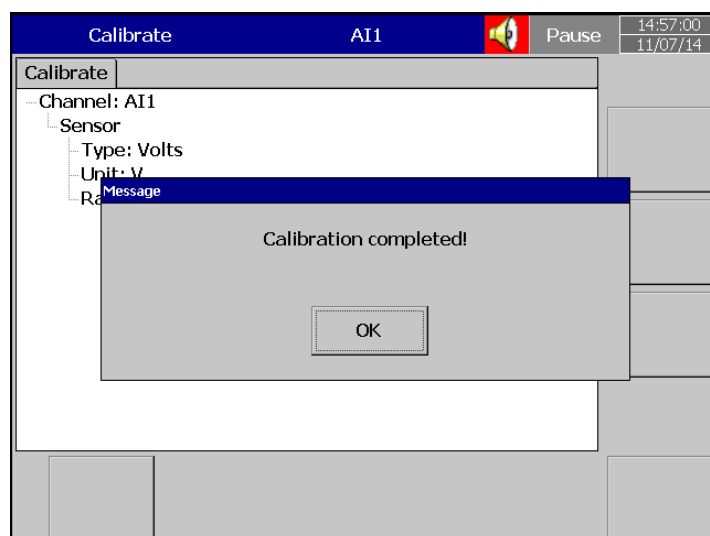 Calibrate AI1 Pause 14:57:00
11/07/14
Calibrate
Channel: AI1
Sensor
Type: Volts
Unit: V
Message
Calibration completed!
OK